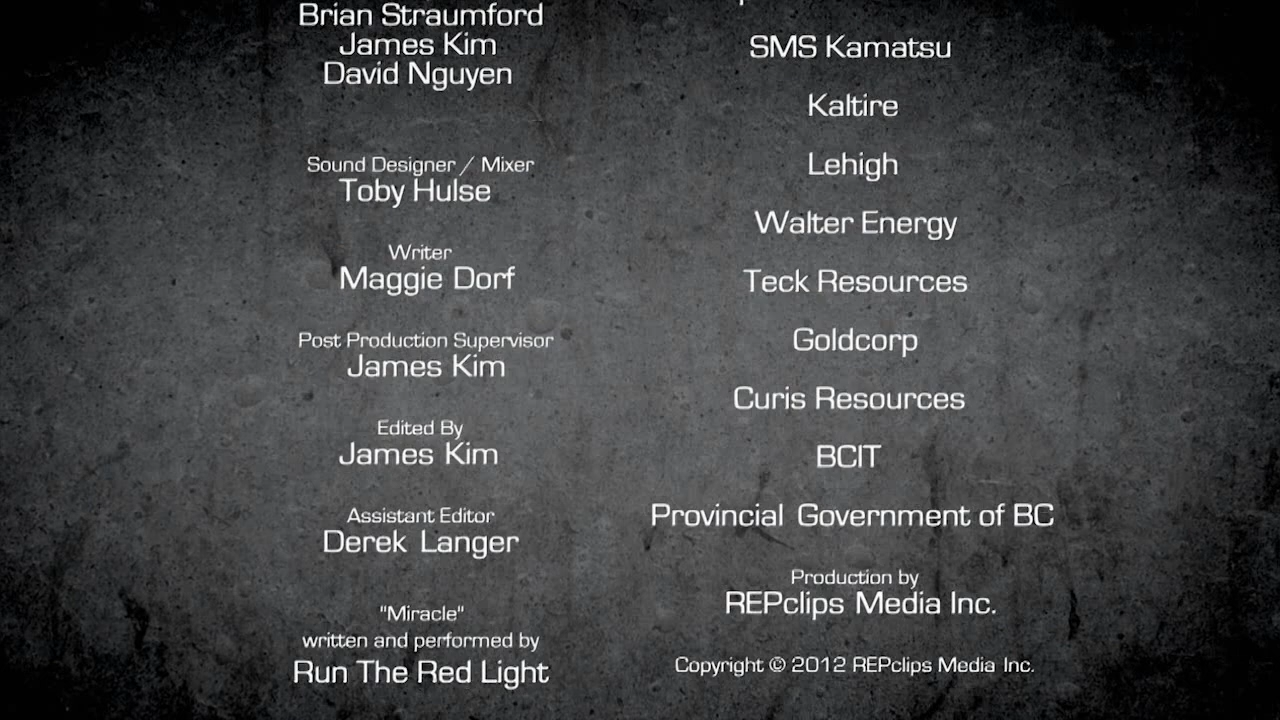 Brian Straumford
James Kim
David Nguyen
Sound Designer / Mixer
Toby Hulse
Writer
Maggie Dorf
Post Production Supervisor
James Kim
Edited By
James Kim
Assistant Editor
Derek Langer
"Miracle"
written and performed by
Run The Red Light
SMS Kamatsu
Kaltire
Lehigh
Walter Energy
Teck Resources
Goldcorp
Curis Resources
BCIT
Provincial Government of BC
Production by
REPclips Media Inc.
Copyright © 2012 REPclips Media Inc.